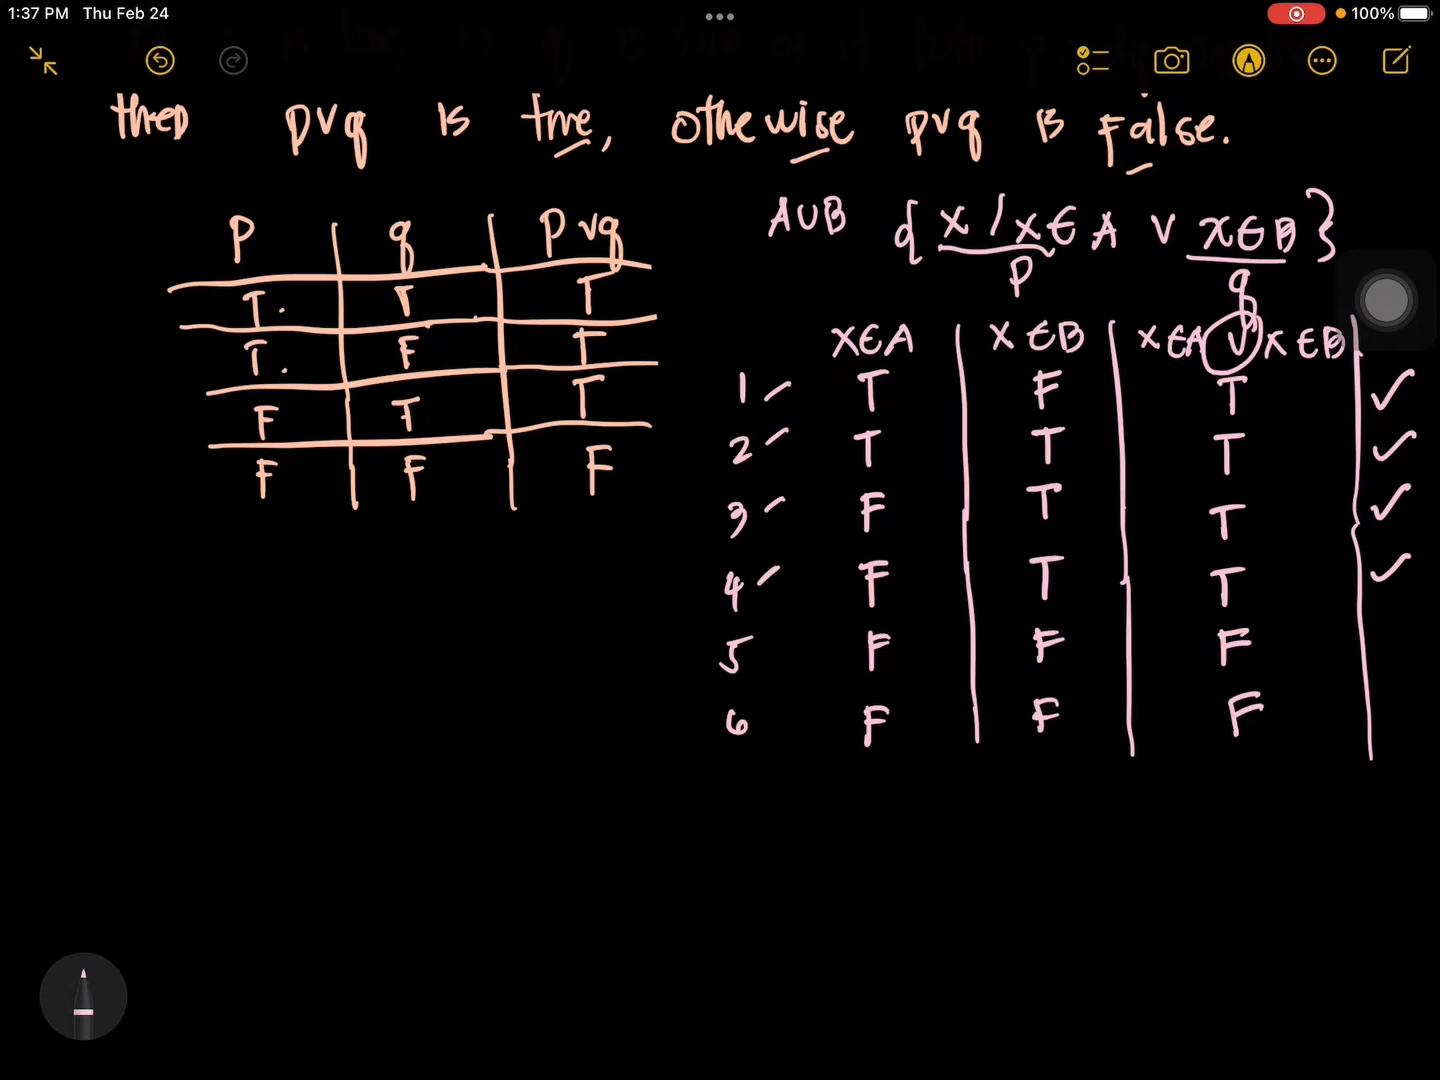 1:37 PM Thu Feb 24
100%
then p∨q is true, otherwise p∨q is False.
P q p∨q
T T T
T F T
F T T
F F F
A∪B { x / x∈A ∨ x∈B }
p q
x∈A x∈B x∈A ∨ x∈B
1 ✓ T F T ✓
2 ✓ T T T ✓
3 ✓ F T T ✓
4 ✓ F T T ✓
5 F F F
6 F F F